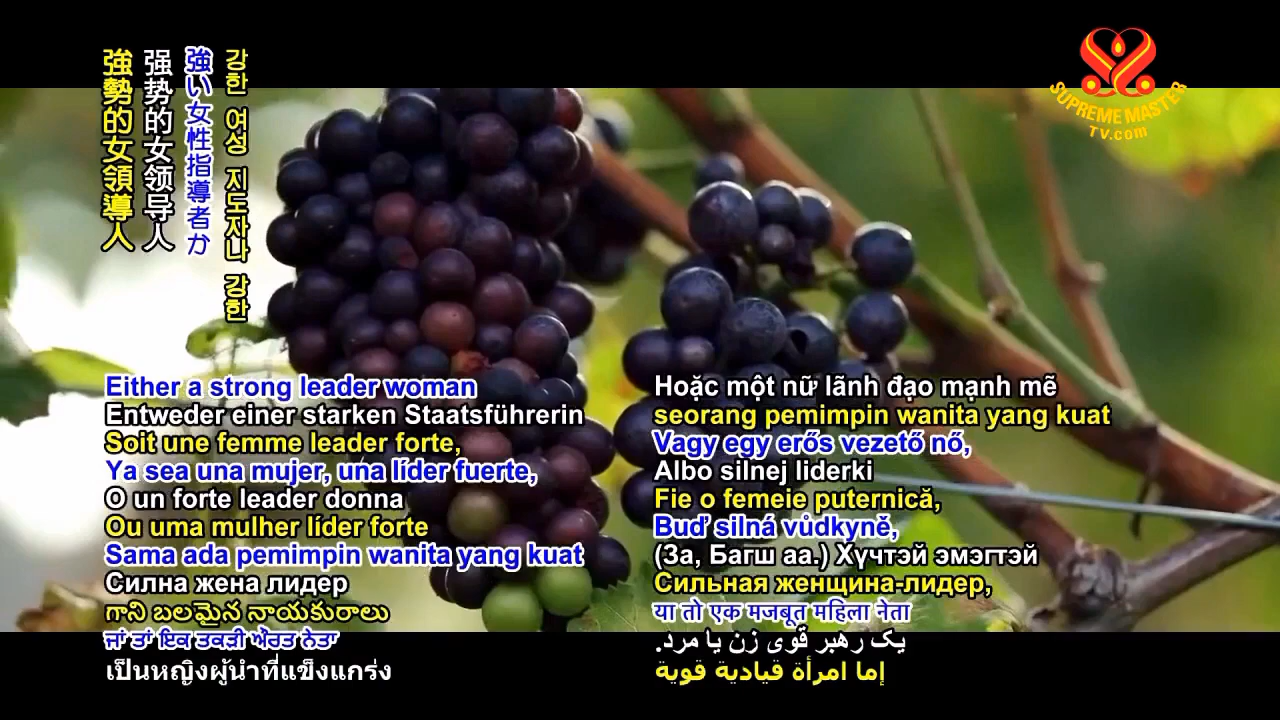 強勢的女領導人
强势的女领导人
強い女性指導者か
강한 여성 지도자나 강한
SUPREME MASTER
TV.com
Either a strong leader woman
Entweder einer starken Staatsführerin
Soit une femme leader forte,
Ya sea una mujer, una líder fuerte,
O un forte leader donna
Ou uma mulher líder forte
Sama ada pemimpin wanita yang kuat
Силна жена лидер
గాని బలమైన నాయకురాలు
ਜਾਂ ਤਾਂ ਇਕ ਤਕੜੀ ਔਰਤ ਨੇਤਾ
เป็นหญิงผู้นำที่แข็งแกร่ง
Hoặc một nữ lãnh đạo mạnh mẽ
seorang pemimpin wanita yang kuat
Vagy egy erős vezető nő,
Albo silnej liderki
Fie o femeie puternică,
Buď silná vůdkyně,
(За, Багш аа.) Хүчтэй эмэгтэй
Сильная женщина-лидер,
या तो एक मजबूत महिला नेता
یک رهبر قوی زن یا مرد.
إما امرأة قيادية قوية